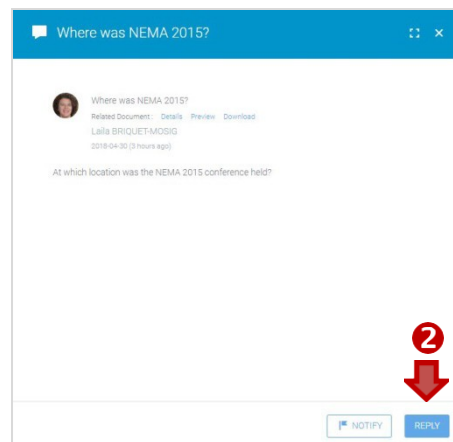 Where was NEMA 2015?
Where was NEMA 2015?
Related Document: Details Preview Download
Laila BRIQUET-MOSIG
2015-04-30 (3 hours ago)
At which location was the NEMA 2015 conference held?
2
NOTIFY REPLY